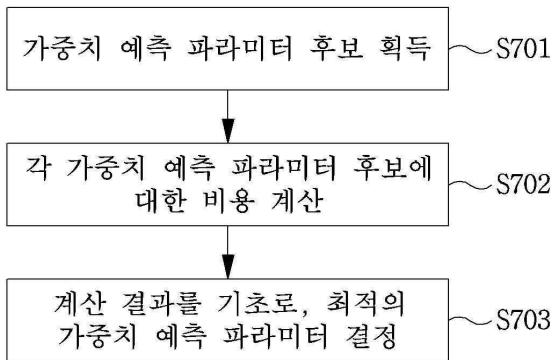 가중치 예측 파라미터 후보 획득
S701
각 가중치 예측 파라미터 후보에
대한 비용 계산
S702
계산 결과를 기초로, 최적의
가중치 예측 파라미터 결정
S703